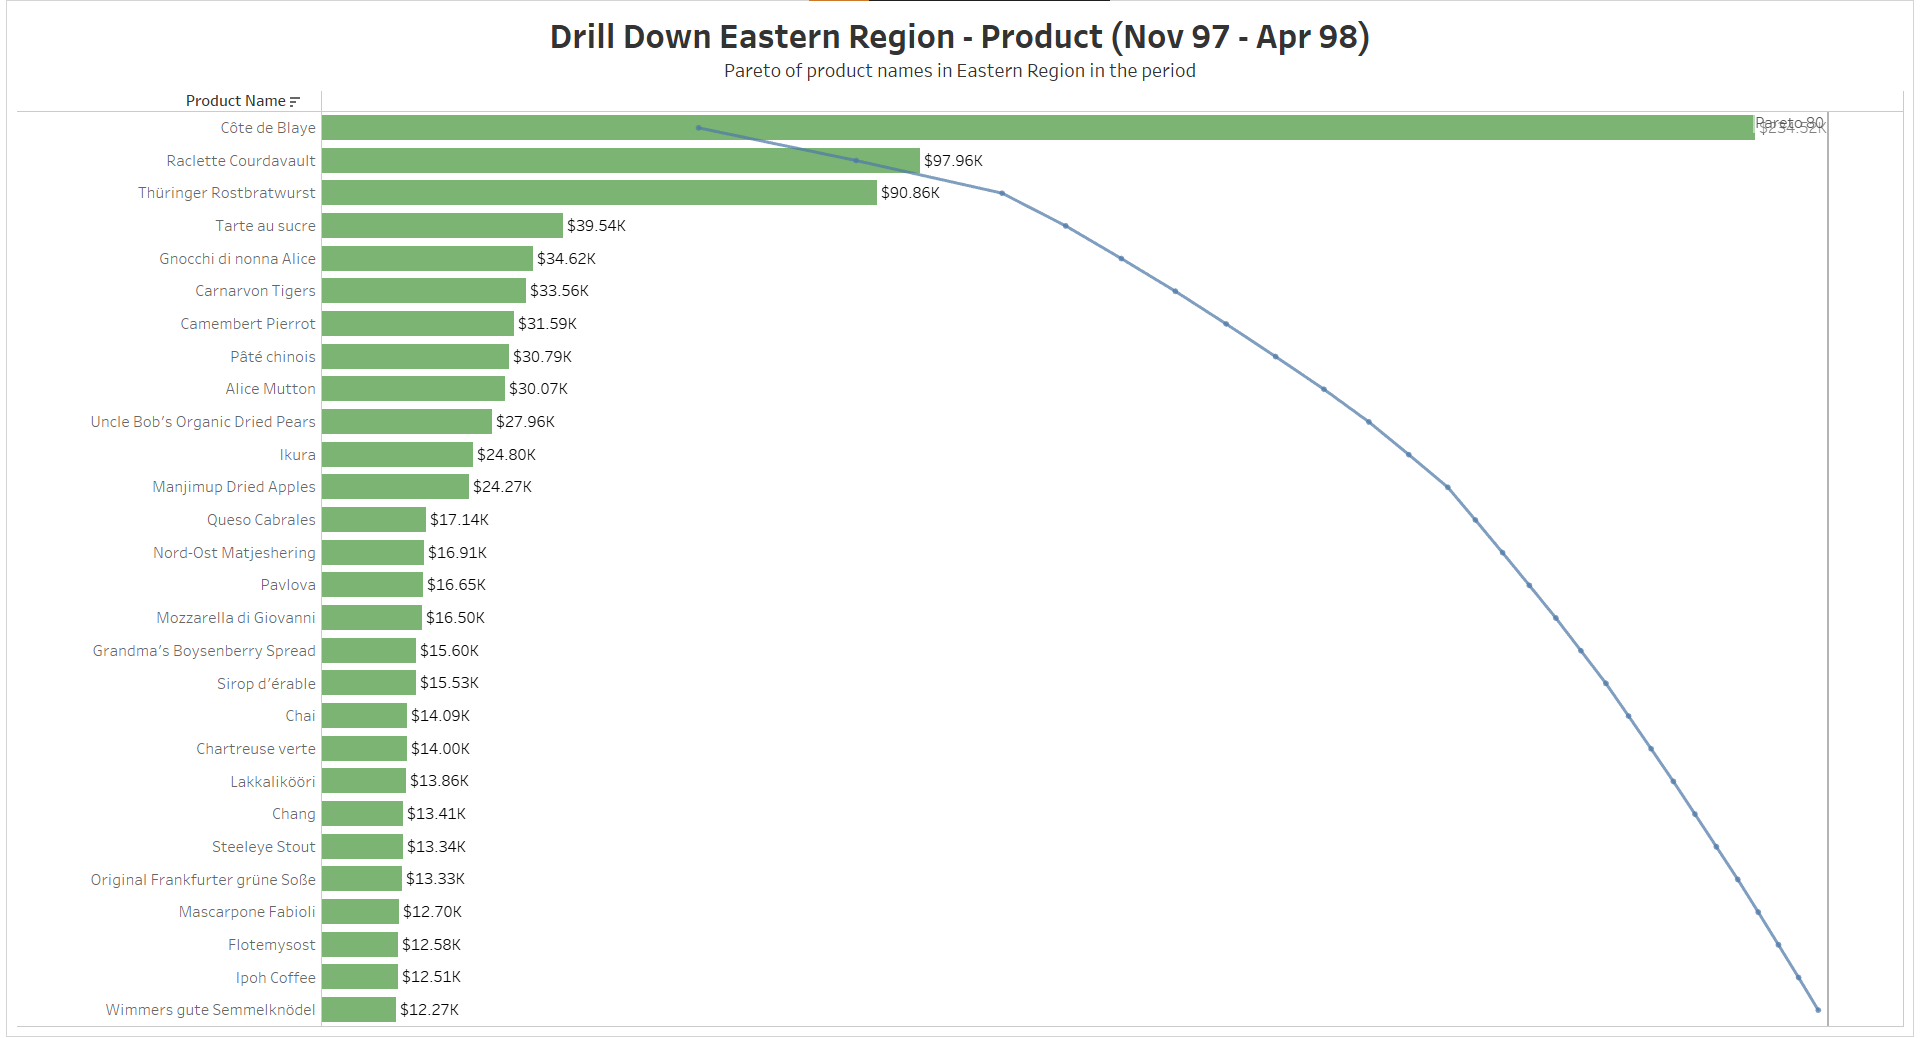 Drill Down Eastern Region - Product (Nov 97 - Apr 98)
Pareto of product names in Eastern Region in the period
Product Name
Côte de Blaye $234.52K Pareto 80
Raclette Courdavault $97.96K
Thüringer Rostbratwurst $90.86K
Tarte au sucre $39.54K
Gnocchi di nonna Alice $34.62K
Carnarvon Tigers $33.56K
Camembert Pierrot $31.59K
Pâté chinois $30.79K
Alice Mutton $30.07K
Uncle Bob's Organic Dried Pears $27.96K
Ikura $24.80K
Manjimup Dried Apples $24.27K
Queso Cabrales $17.14K
Nord-Ost Matjeshering $16.91K
Pavlova $16.65K
Mozzarella di Giovanni $16.50K
Grandma's Boysenberry Spread $15.60K
Sirop d'érable $15.53K
Chai $14.09K
Chartreuse verte $14.00K
Lakkalikööri $13.86K
Chang $13.41K
Steeleye Stout $13.34K
Original Frankfurter grüne Soße $13.33K
Mascarpone Fabioli $12.70K
Flotemysost $12.58K
Ipoh Coffee $12.51K
Wimmers gute Semmelknödel $12.27K